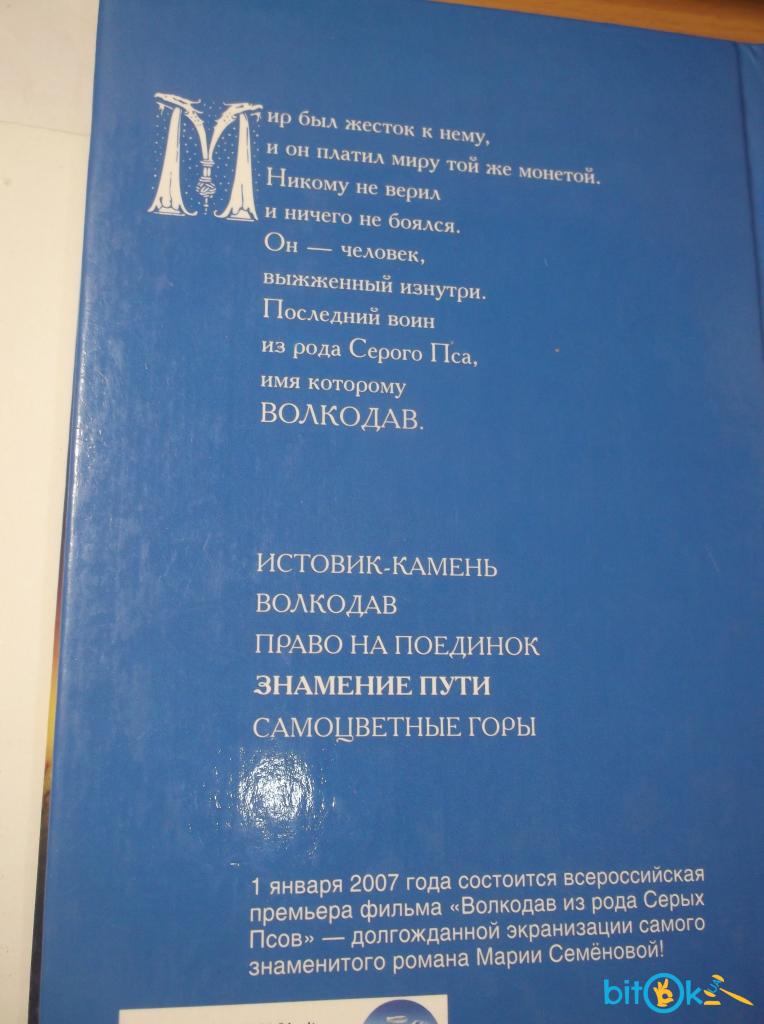 Мир был жесток к нему,
и он платил миру той же монетой.
Никому не верил
и ничего не боялся.
Он — человек,
выжженный изнутри.
Последний воин
из рода Серого Пса,
имя которому
ВОЛКОДАВ.
ИСТОВИК-КАМЕНЬ
ВОЛКОДАВ
ПРАВО НА ПОЕДИНОК
ЗНАМЕНИЕ ПУТИ
САМОЦВЕТНЫЕ ГОРЫ
1 января 2007 года состоится всероссийская
премьера фильма «Волкодав из рода Серых
Псов» — долгожданной экранизации самого
знаменитого романа Марии Семёновой!
bitOk UA